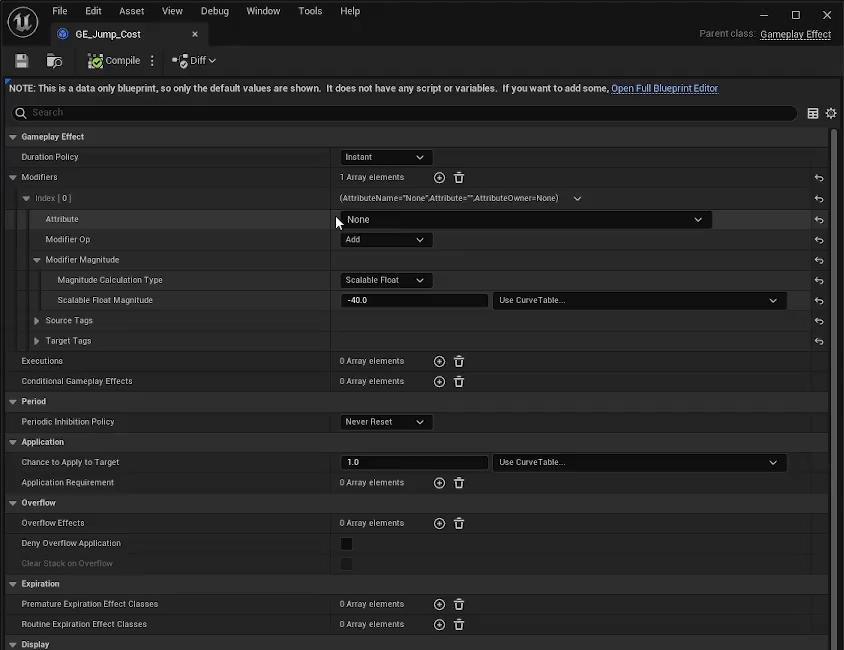 File Edit Asset View Window Debug Tools Help
GE_Jump_Cost
Parent class: Gameplay Effect
Compile Diff
NOTE: This is a data only blueprint, so only the default values are shown. It does not have any script or variables. If you want to add some, Open Full Blueprint Editor
Search
Gameplay Effect
Duration Policy Instant
Modifiers 1 Array elements
Index [ 0 ] (AttributeName="None",Attribute="",AttributeOwner=None)
Attribute None
Modifier Op Add
Modifier Magnitude
Magnitude Calculation Type Scalable Float
Scalable Float Magnitude -40.0 Use CurveTable...
Source Tags
Target Tags
Executions 0 Array elements
Conditional Gameplay Effects 0 Array elements
Period
Periodic Inhibition Policy Never Reset
Application
Chance to Apply to Target 1.0 Use CurveTable...
Application Requirement 0 Array elements
Overflow
Overflow Effects 0 Array elements
Deny Overflow Application
Clear Stack on Overflow
Expiration
Premature Expiration Effect Classes 0 Array elements
Routine Expiration Effect Classes 0 Array elements
Display